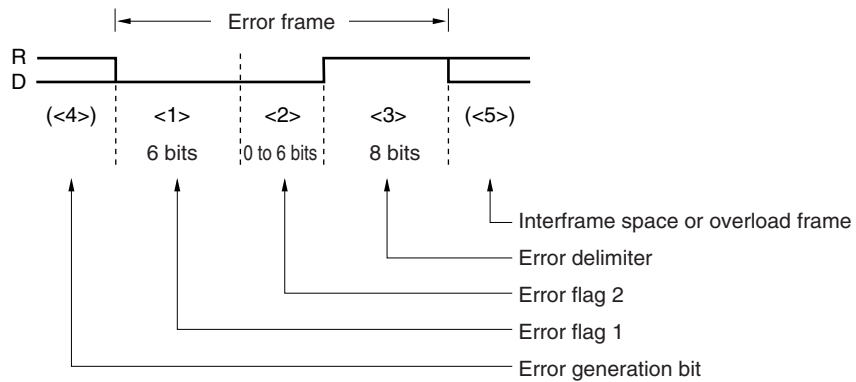 Error frame
R
D
(<4>) <1> <2> <3> (<5>)
6 bits 0 to 6 bits 8 bits
Interframe space or overload frame
Error delimiter
Error flag 2
Error flag 1
Error generation bit